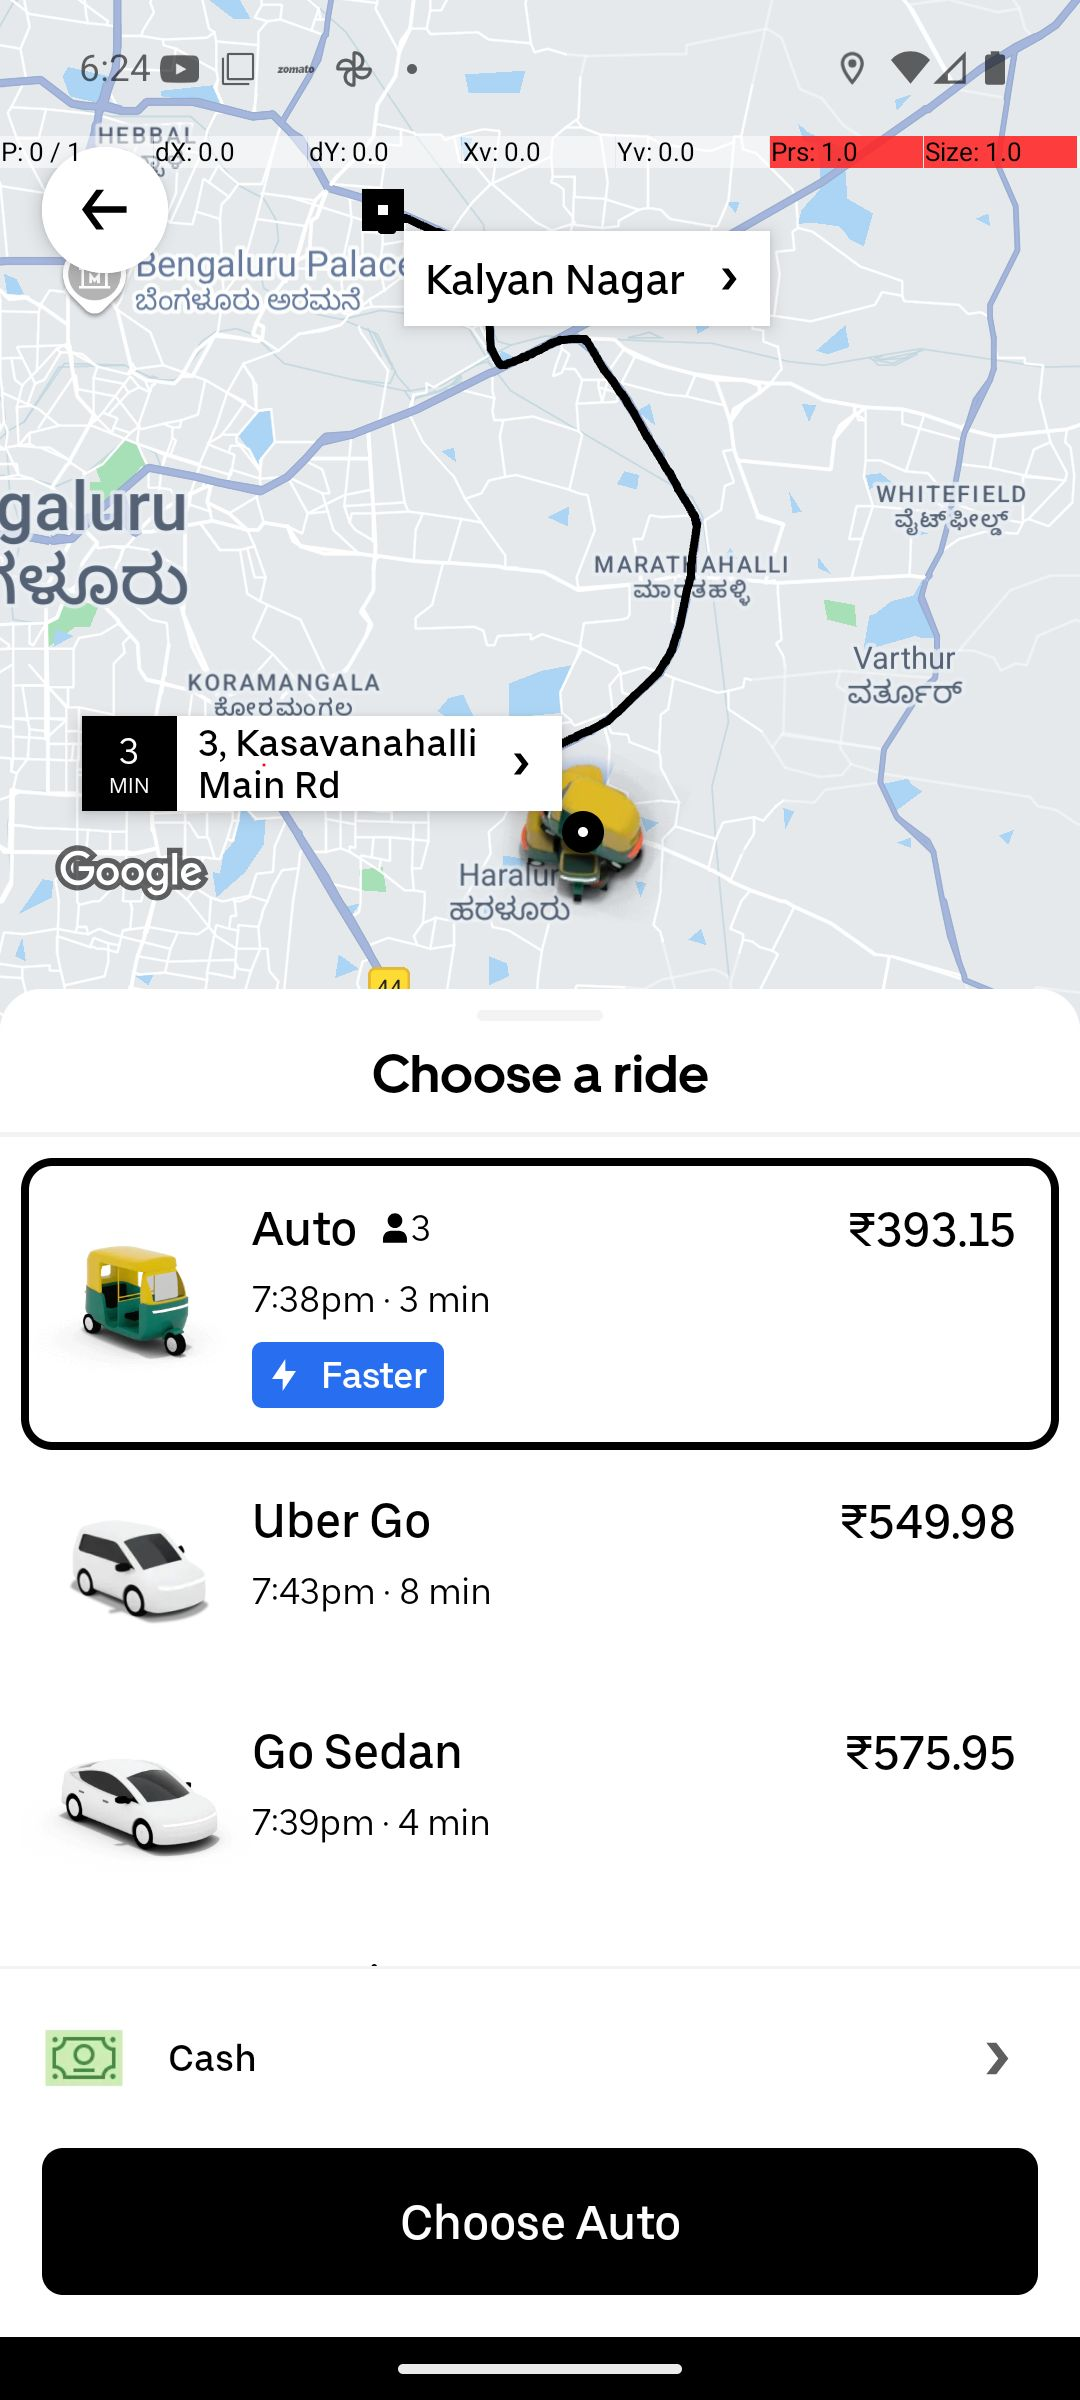 6:24 zomato
HEBBAL
P: 0 / 1 dX: 0.0 dY: 0.0 Xv: 0.0 Yv: 0.0 Prs: 1.0 Size: 1.0
Bengaluru Palace
ಬೆಂಗಳೂರು ಅರಮನೆ
Kalyan Nagar
galuru
ಗಳೂರು
WHITEFIELD
ವೈಟ್‌ಫೀಲ್ಡ್
MARATHAHALLI
ಮಾರತಹಳ್ಳಿ
Varthur
ವರ್ತೂರ್
KORAMANGALA
ಕೋರಮಂಗಲ
3
MIN
3, Kasavanahalli
Main Rd
Google
Haralur
ಹರಳೂರು
44
Choose a ride
Auto 3 ₹393.15
7:38pm · 3 min
Faster
Uber Go ₹549.98
7:43pm · 8 min
Go Sedan ₹575.95
7:39pm · 4 min
Cash
Choose Auto